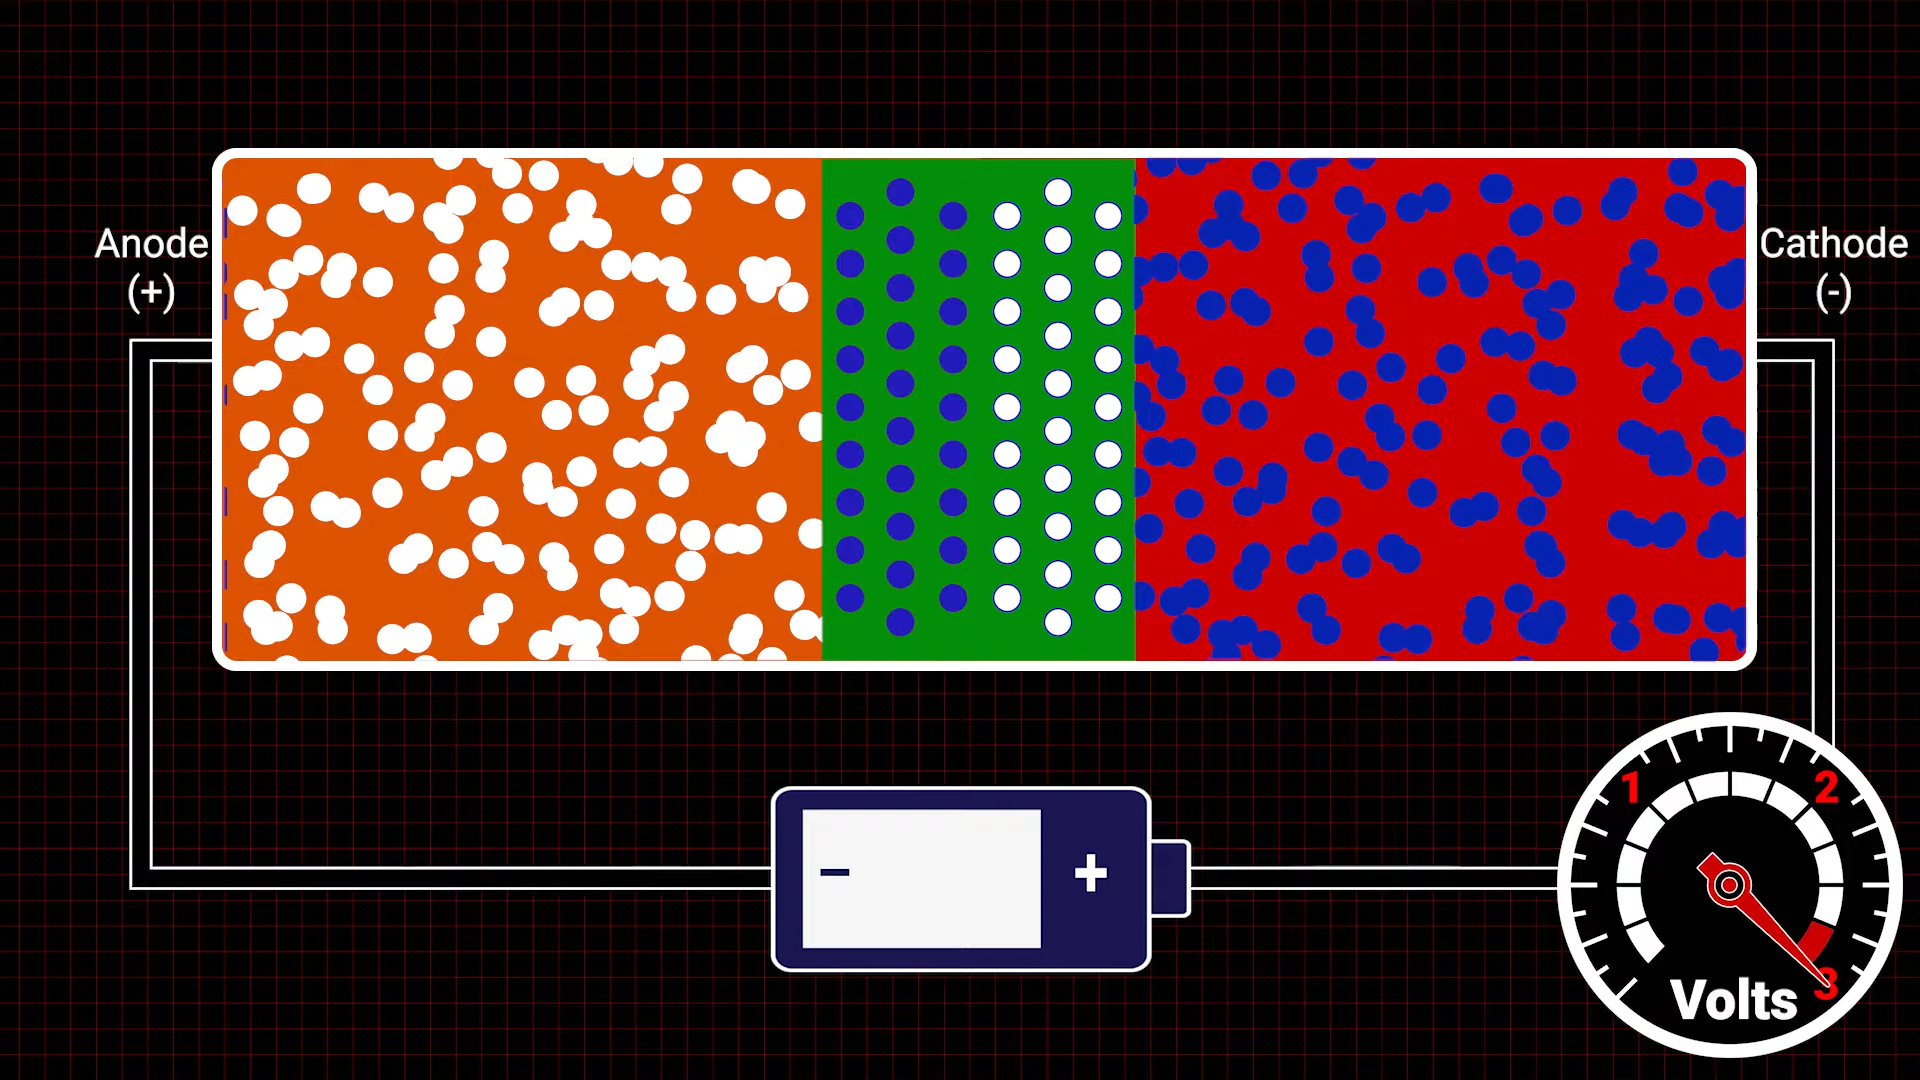 Anode
(+)
Cathode
(-)
1
2
- +
3
Volts